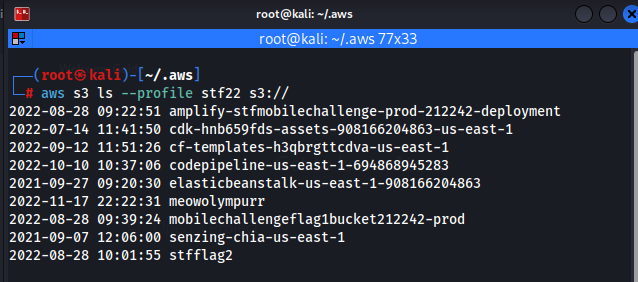 root@kali: ~/.aws
root@kali: ~/.aws 77x33
(root㉿kali)-[~/.aws]
# aws s3 ls --profile stf22 s3://
2022-08-28 09:22:51 amplify-stfmobilechallenge-prod-212242-deployment
2022-07-14 11:41:50 cdk-hnb659fds-assets-908166204863-us-east-1
2022-09-12 11:51:26 cf-templates-h3qbrgttcdva-us-east-1
2022-10-10 10:37:06 codepipeline-us-east-1-694868945283
2021-09-27 09:20:30 elasticbeanstalk-us-east-1-908166204863
2022-11-17 22:22:31 meowolympurr
2022-08-28 09:39:24 mobilechallengeflag1bucket212242-prod
2021-09-07 12:06:00 senzing-chia-us-east-1
2022-08-28 10:01:55 stfflag2